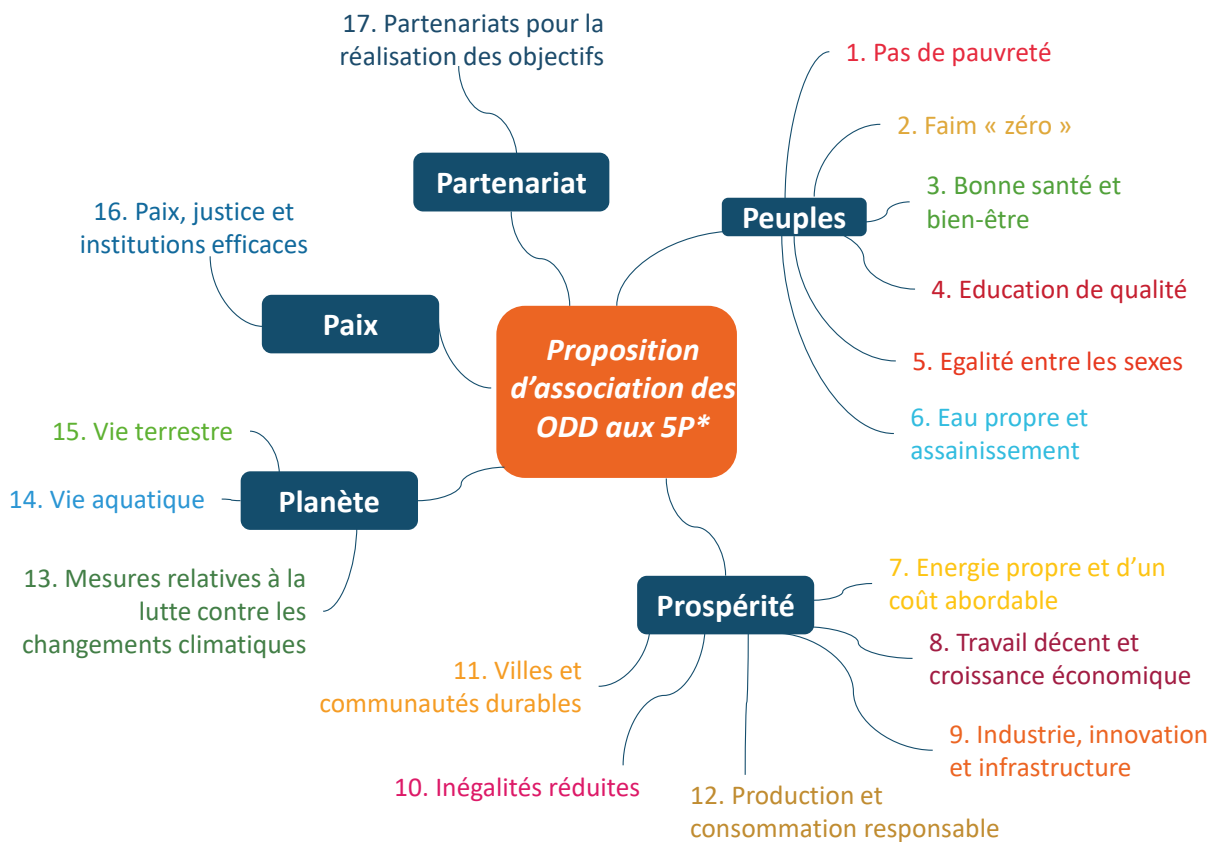 17. Partenariats pour la
réalisation des objectifs
1. Pas de pauvreté
2. Faim « zéro »
Partenariat
3. Bonne santé et
bien-être
Peuples
16. Paix, justice et
institutions efficaces
4. Education de qualité
Paix
Proposition
d’association des
ODD aux 5P*
5. Egalité entre les sexes
6. Eau propre et
assainissement
15. Vie terrestre
14. Vie aquatique
Planète
13. Mesures relatives à la
lutte contre les
changements climatiques
7. Energie propre et d’un
coût abordable
Prospérité
8. Travail décent et
croissance économique
11. Villes et
communautés durables
9. Industrie, innovation
et infrastructure
10. Inégalités réduites
12. Production et
consommation responsable